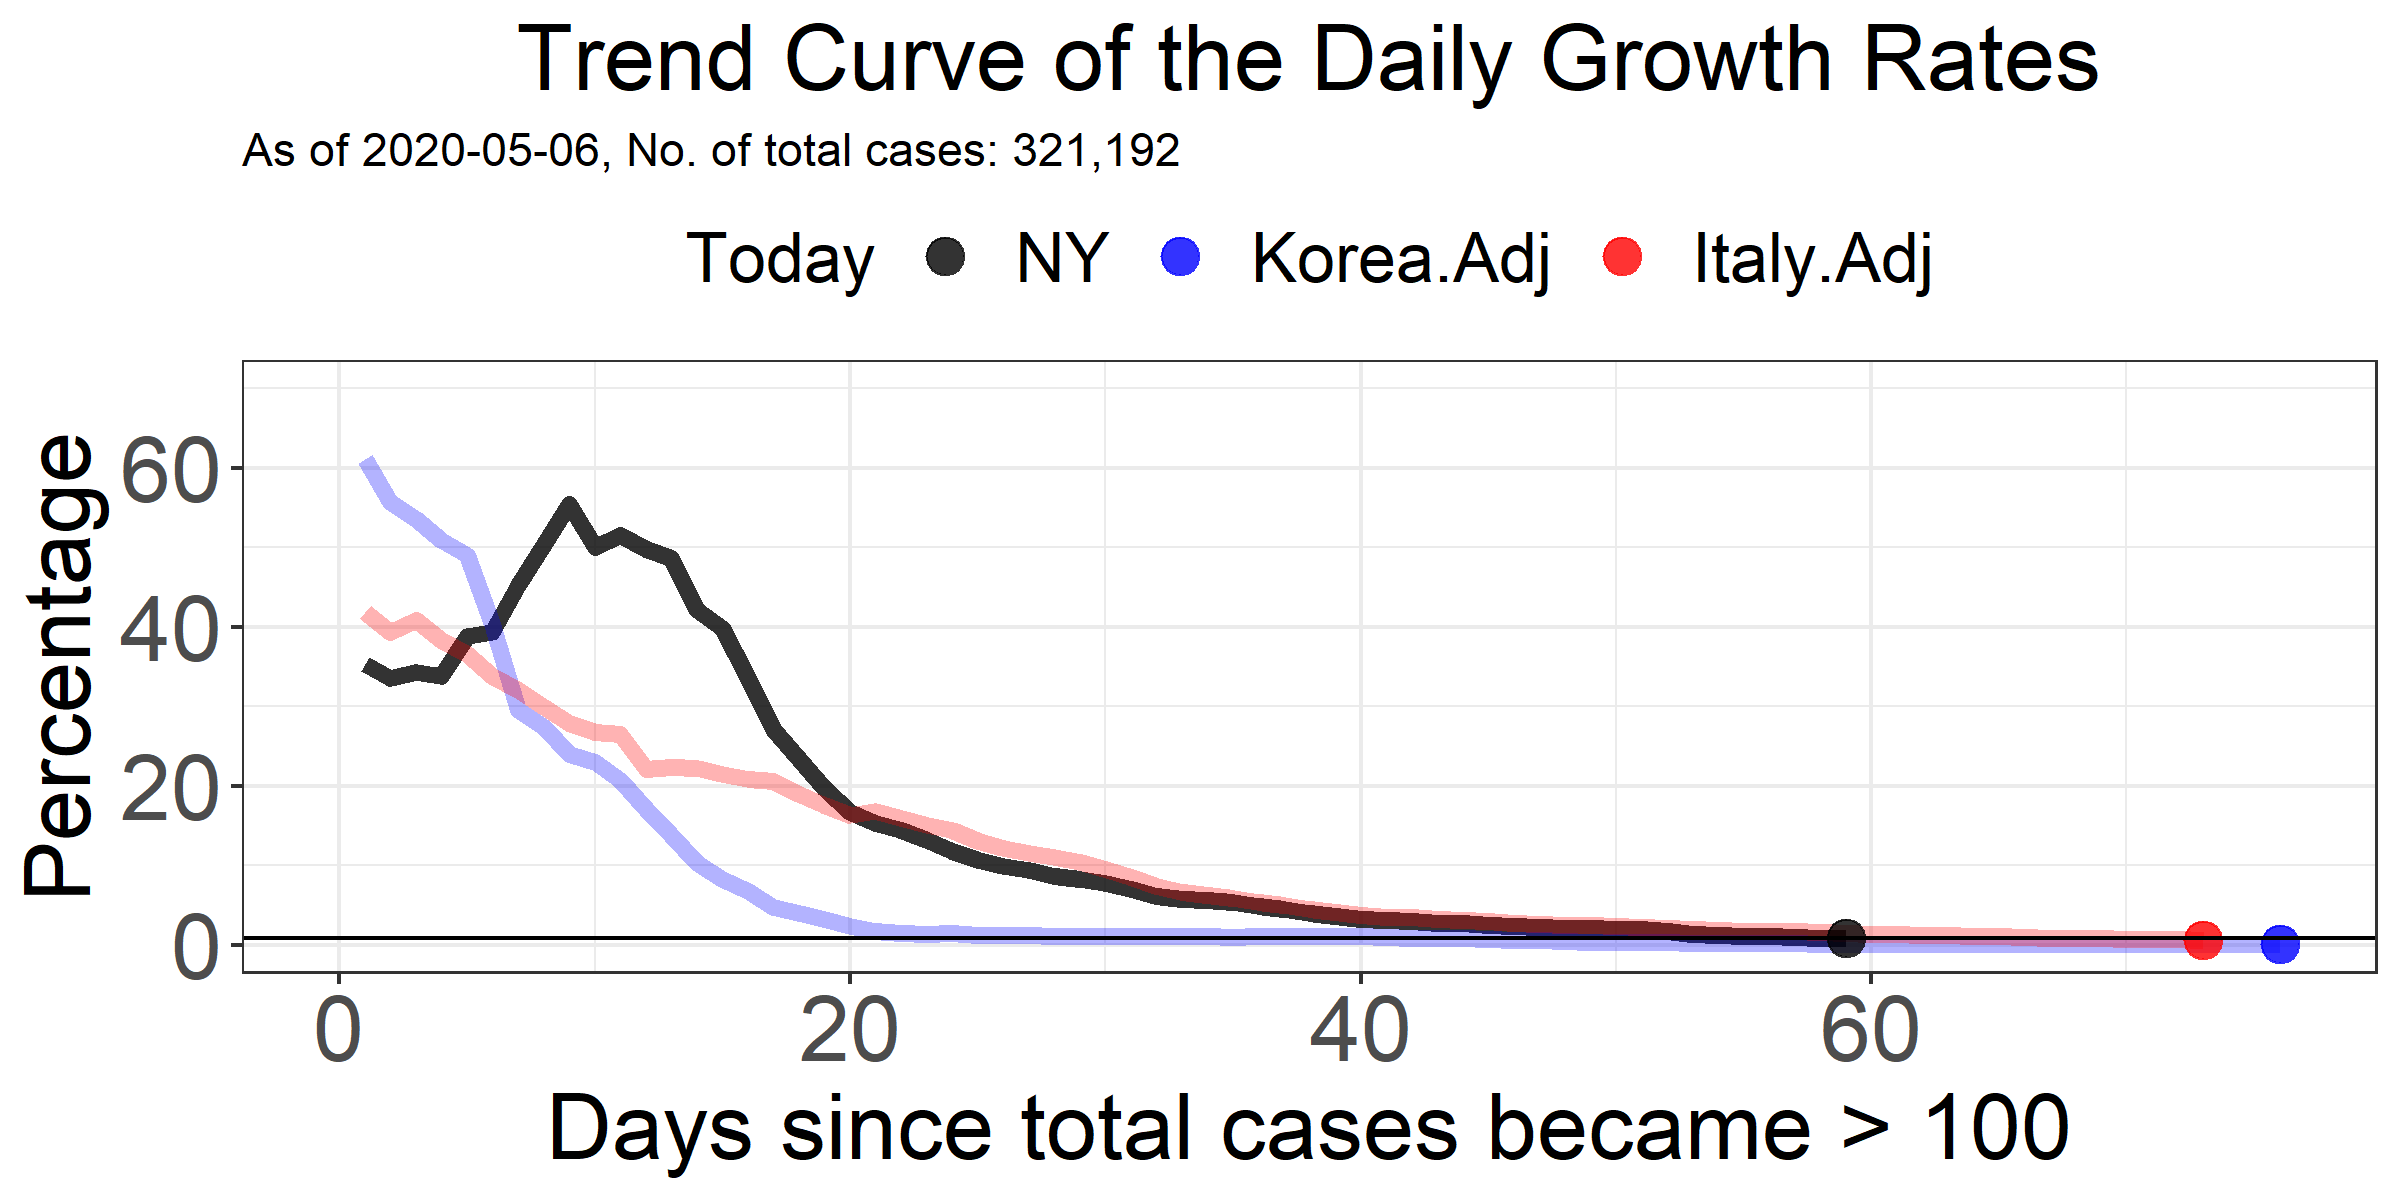 Trend Curve of the Daily Growth Rates
As of 2020-05-06, No. of total cases: 321,192
Today NY Korea.Adj Italy.Adj
Percentage
60
40
20
0
0 20 40 60
Days since total cases became > 100